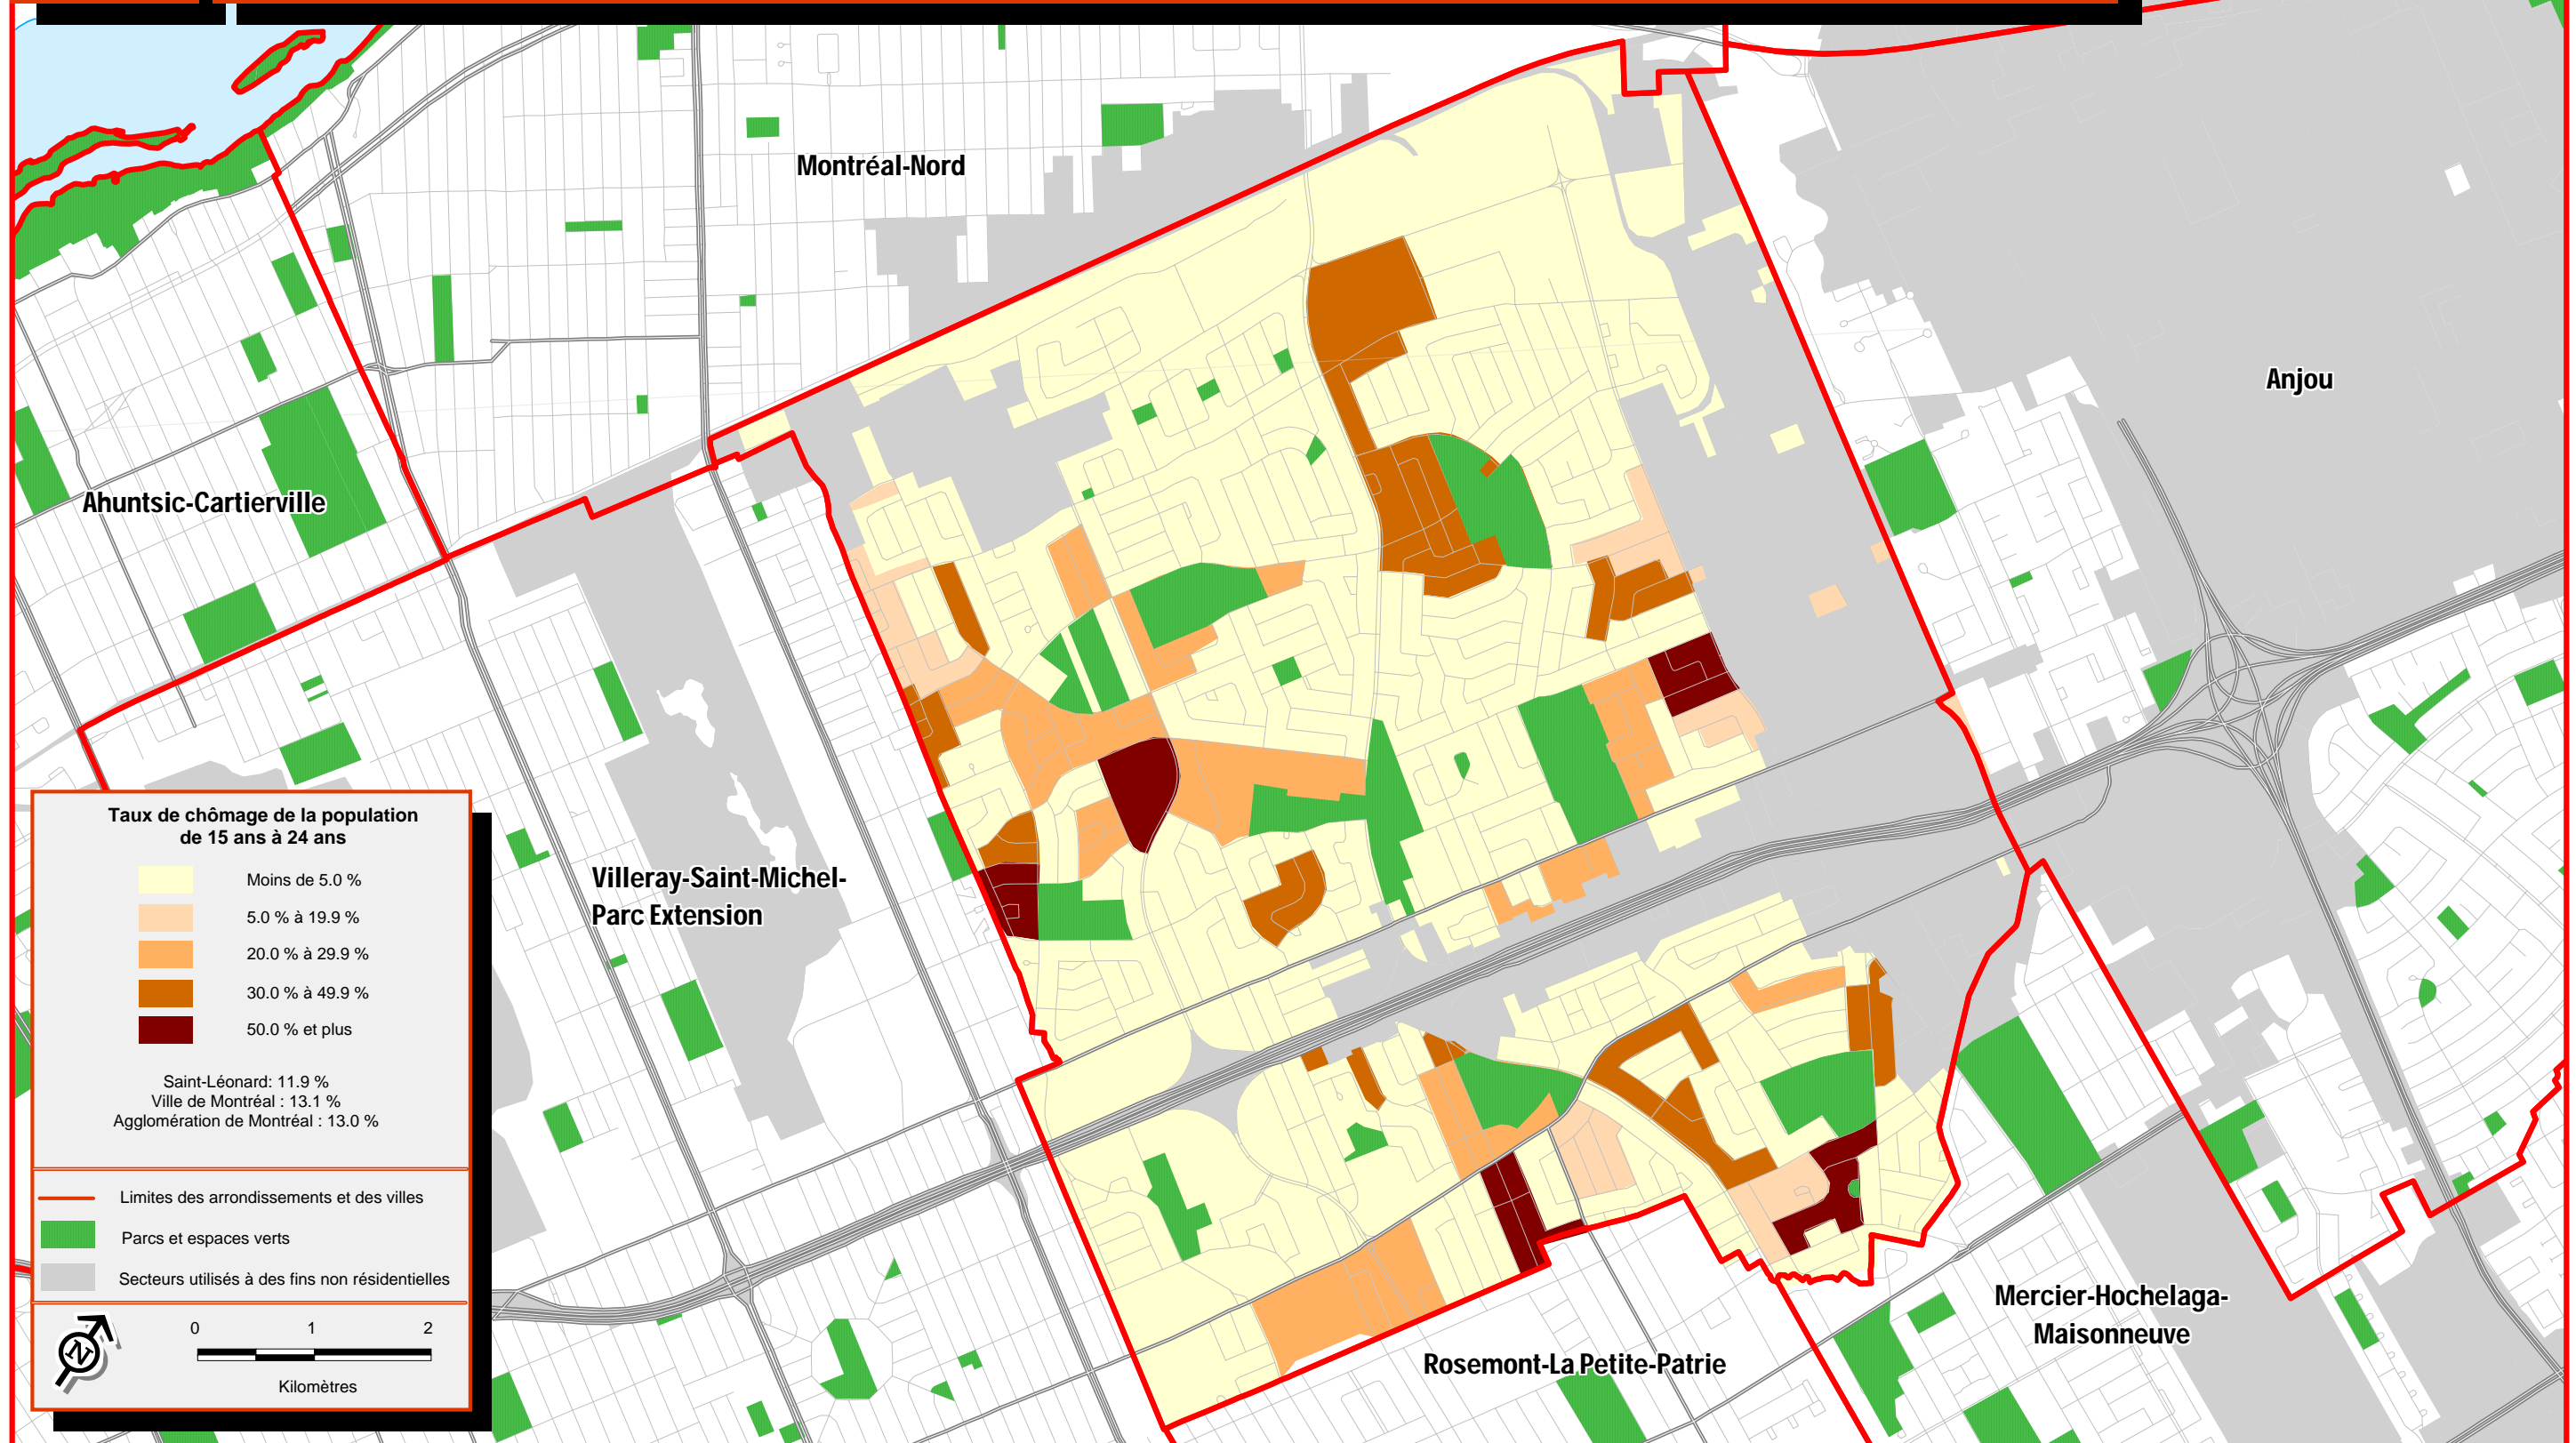 Montréal-Nord
Anjou
Ahuntsic-Cartierville
Villeray-Saint-Michel-
Parc Extension
Taux de chômage de la population
de 15 ans à 24 ans
Moins de 5.0 %
5.0 % à 19.9 %
20.0 % à 29.9 %
30.0 % à 49.9 %
50.0 % et plus
Saint-Léonard: 11.9 %
Ville de Montréal : 13.1 %
Agglomération de Montréal : 13.0 %
Limites des arrondissements et des villes
Parcs et espaces verts
Secteurs utilisés à des fins non résidentielles
N
0 1 2
Kilomètres
Mercier-Hochelaga-
Maisonneuve
Rosemont-La Petite-Patrie